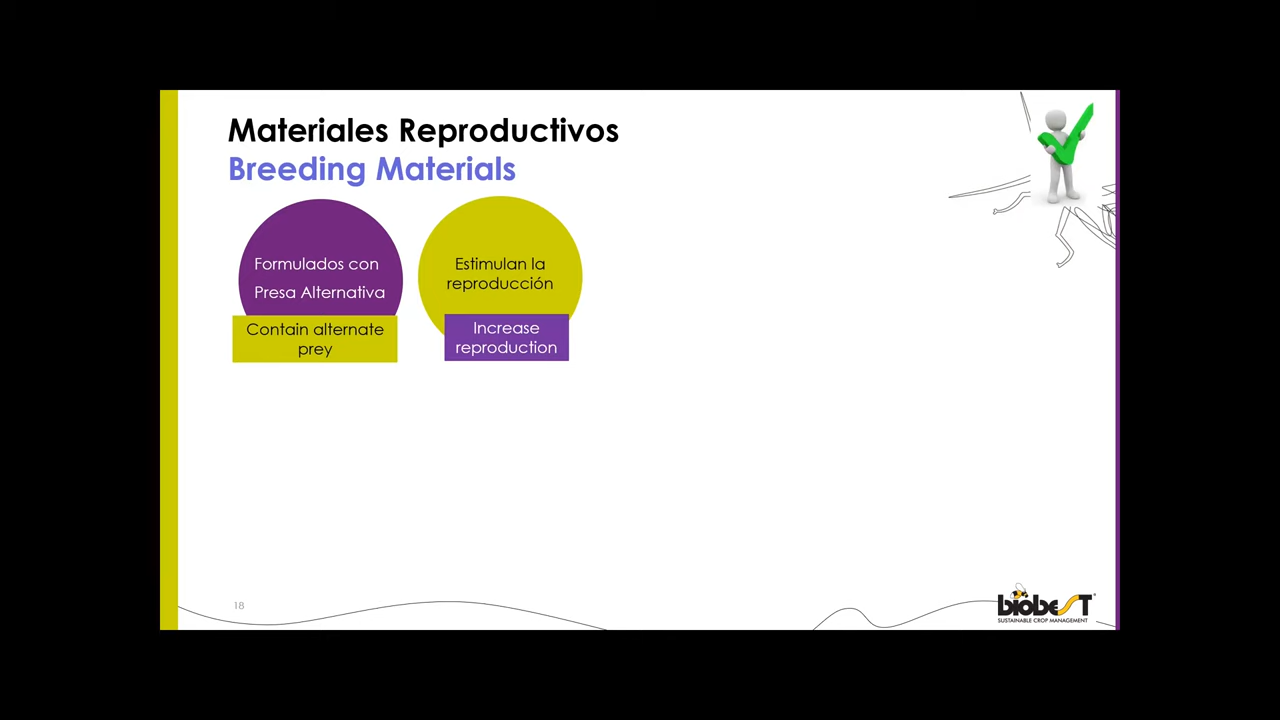 Materiales Reproductivos
Breeding Materials
Formulados con
Presa Alternativa
Contain alternate
prey
Estimulan la
reproducción
Increase
reproduction
18
biobest
SUSTAINABLE CROP MANAGEMENT